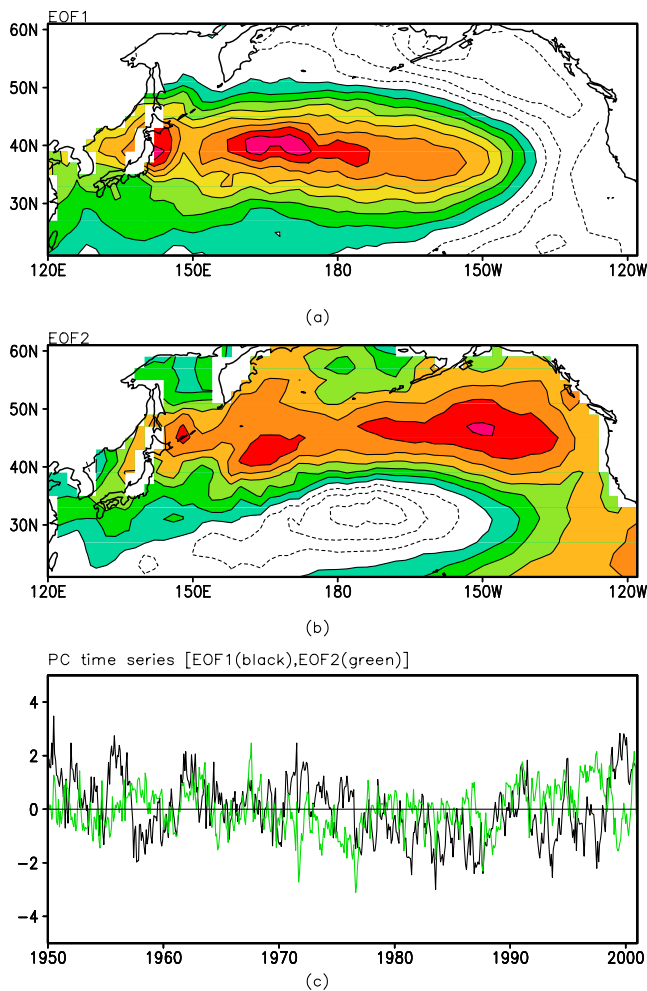 EOF1
60N
50N
40N
30N
120E 150E 180 150W 120W
(a)
EOF2
60N
50N
40N
30N
120E 150E 180 150W 120W
(b)
PC time series [EOF1(black),EOF2(green)]
4
2
0
-2
-4
1950 1960 1970 1980 1990 2000
(c)